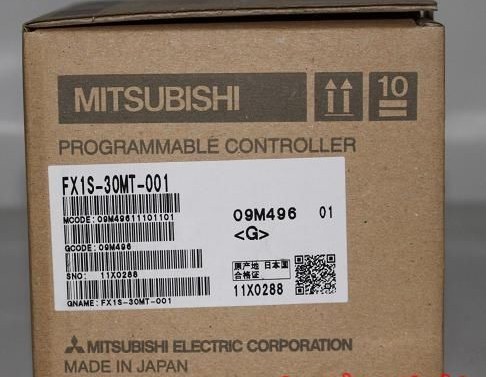 MITSUBISHI
10
PROGRAMMABLE CONTROLLER
FX1S-30MT-001
MCODE:09M49611101101
GCODE:09M496
SNO: 11X0288
GNAME:FX1S-30MT-001
09M496 01
<G>
原产地 日本国
合格证
11X0288
MITSUBISHI ELECTRIC CORPORATION
MADE IN JAPAN